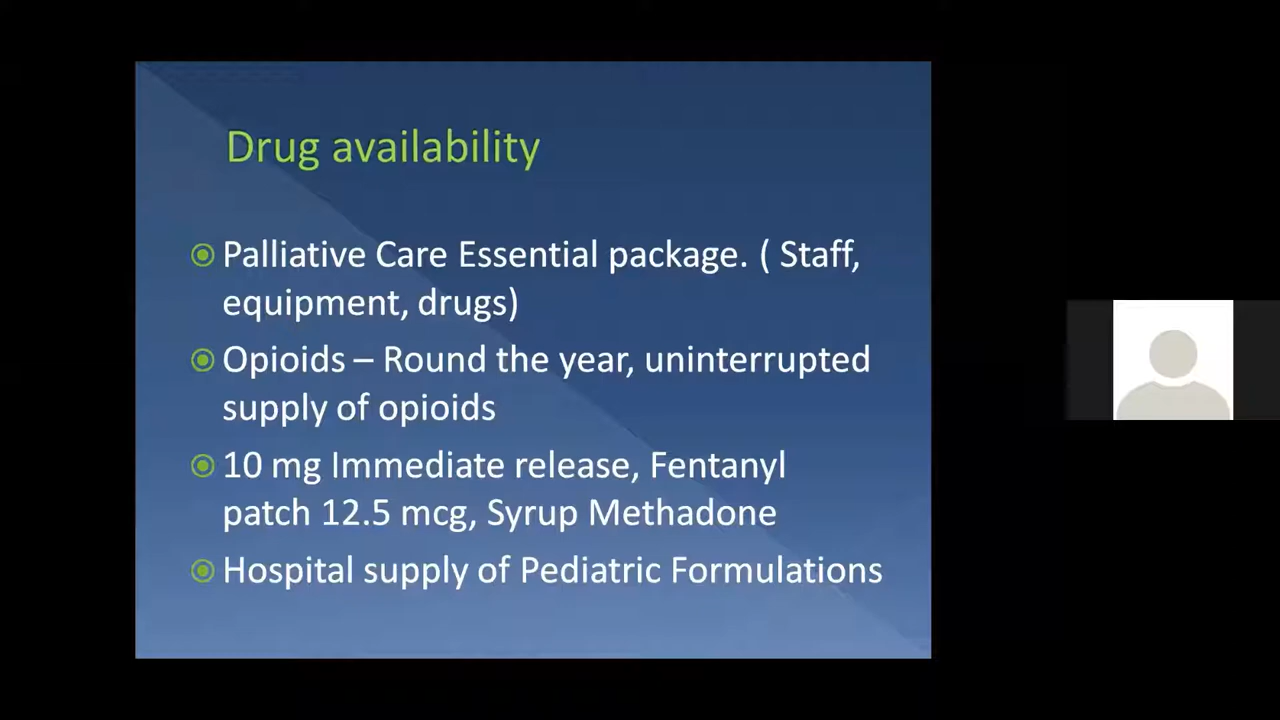 Drug availability
Palliative Care Essential package. ( Staff,
equipment, drugs)
Opioids – Round the year, uninterrupted
supply of opioids
10 mg Immediate release, Fentanyl
patch 12.5 mcg, Syrup Methadone
Hospital supply of Pediatric Formulations